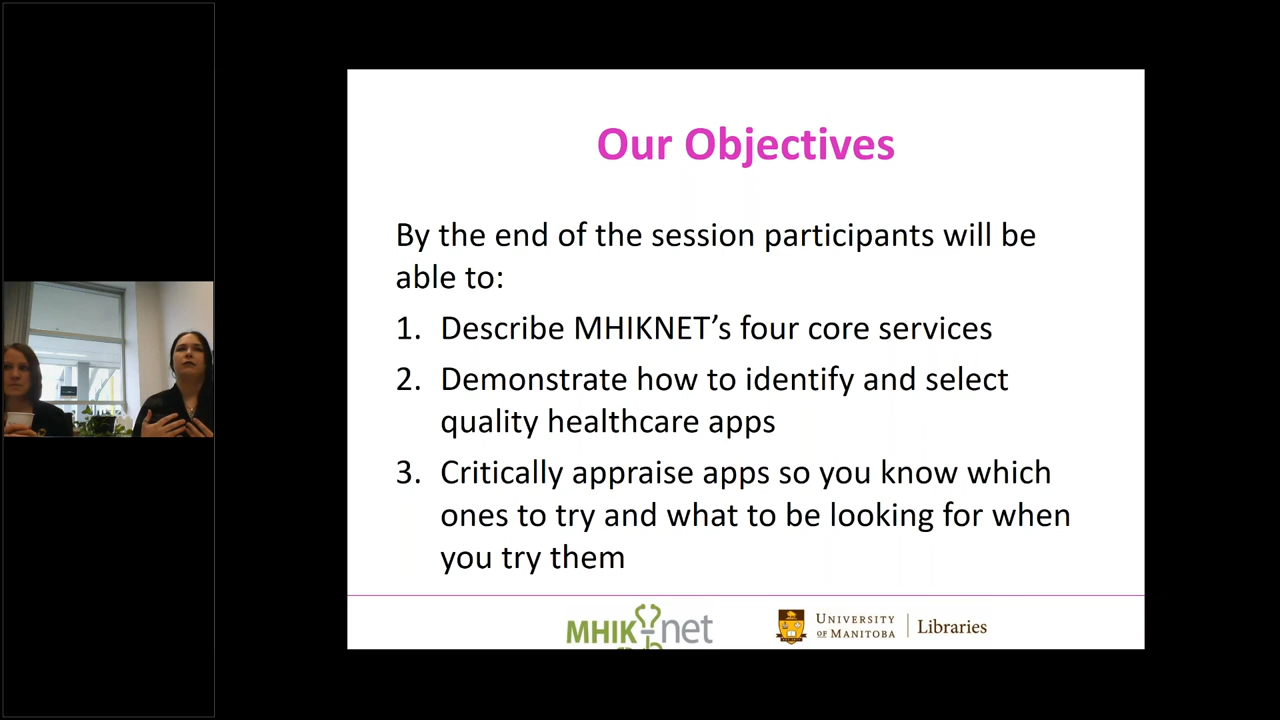 Our Objectives
By the end of the session participants will be
able to:
1. Describe MHIKNET’s four core services
2. Demonstrate how to identify and select
quality healthcare apps
3. Critically appraise apps so you know which
ones to try and what to be looking for when
you try them
MHIK net
UNIVERSITY
OF MANITOBA
Libraries